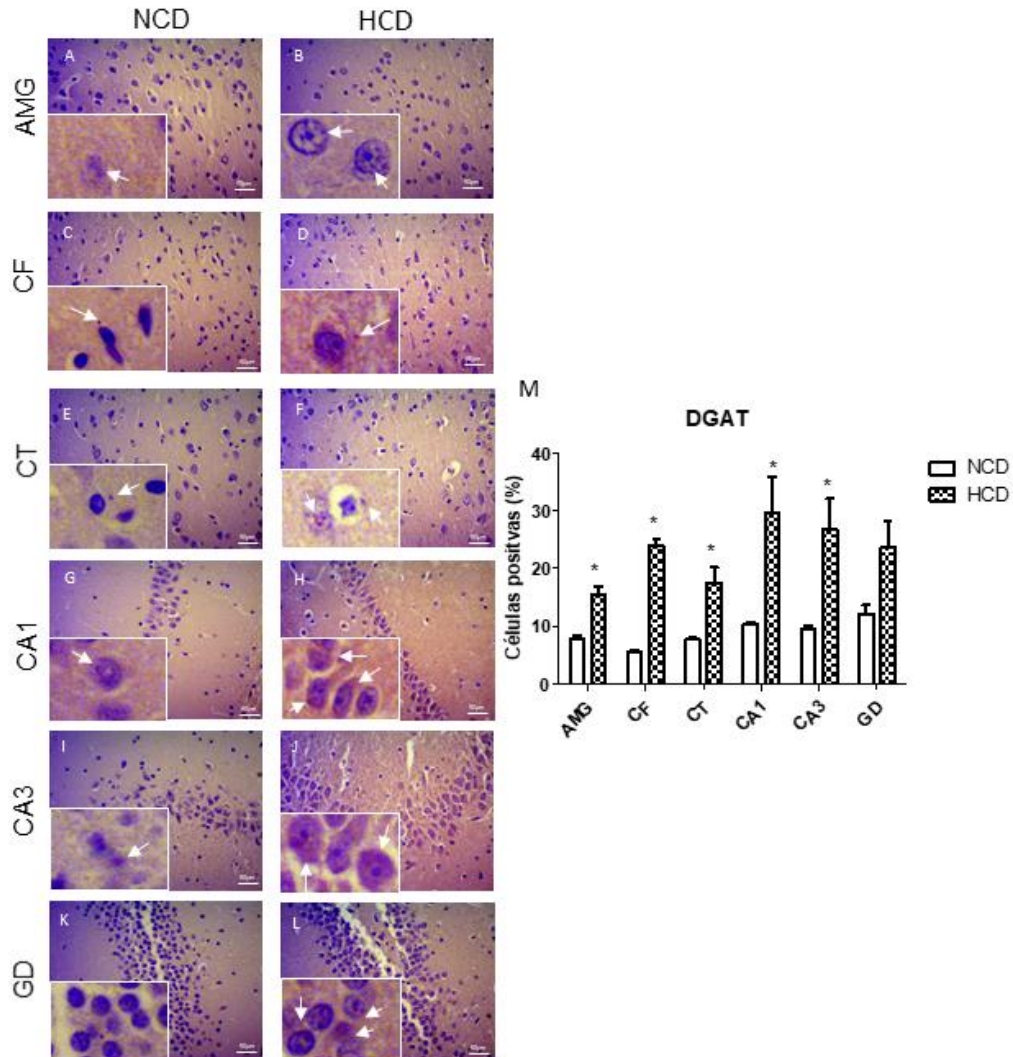 NCD HCD
AMG
A B
CF
C D
CT
E F
CA1
G H
CA3
I J
GD
K L
M
DGAT
Células positvas (%)
40
30
20
10
0
* * * * *
AMG CF CT CA1 CA3 GD
NCD
HCD